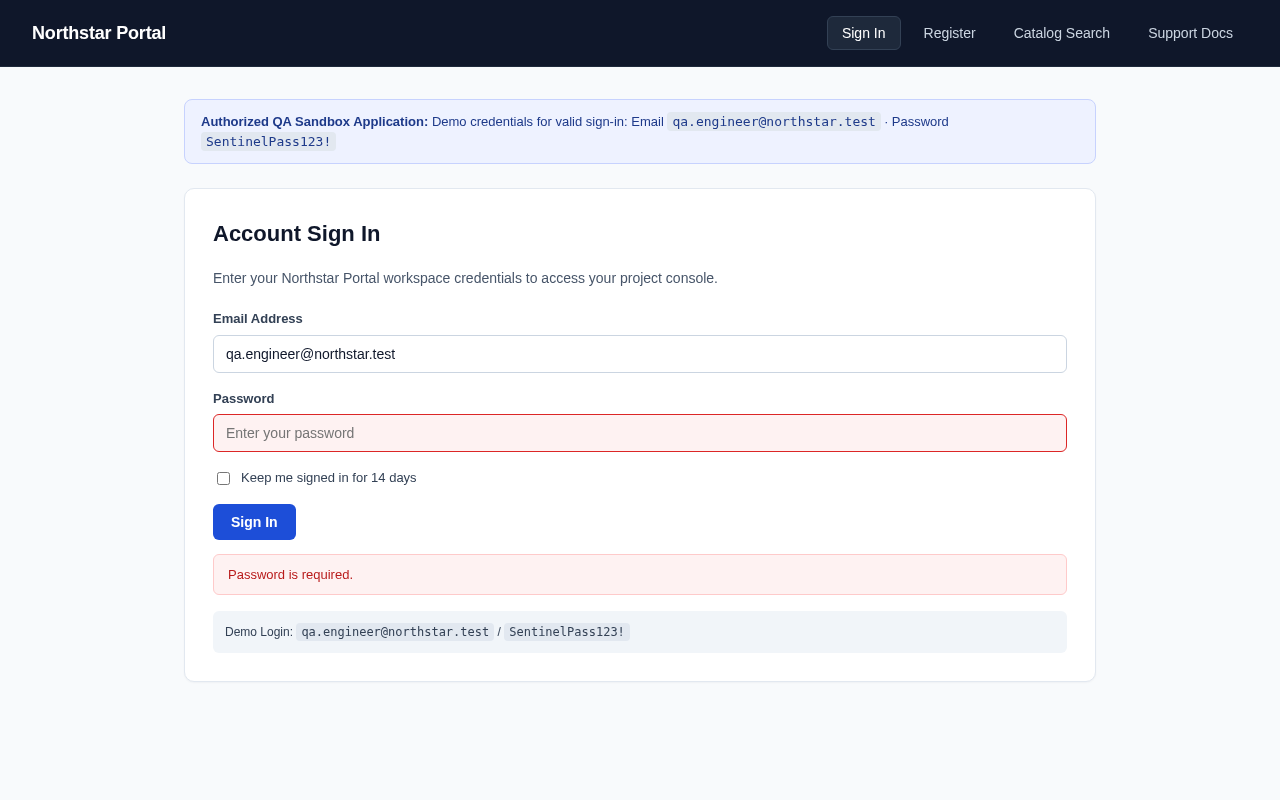 Northstar Portal
Sign In
Register
Catalog Search
Support Docs
Authorized QA Sandbox Application: Demo credentials for valid sign-in: Email qa.engineer@northstar.test · Password
SentinelPass123!
Account Sign In
Enter your Northstar Portal workspace credentials to access your project console.
Email Address
qa.engineer@northstar.test
Password
Enter your password
Keep me signed in for 14 days
Sign In
Password is required.
Demo Login: qa.engineer@northstar.test / SentinelPass123!